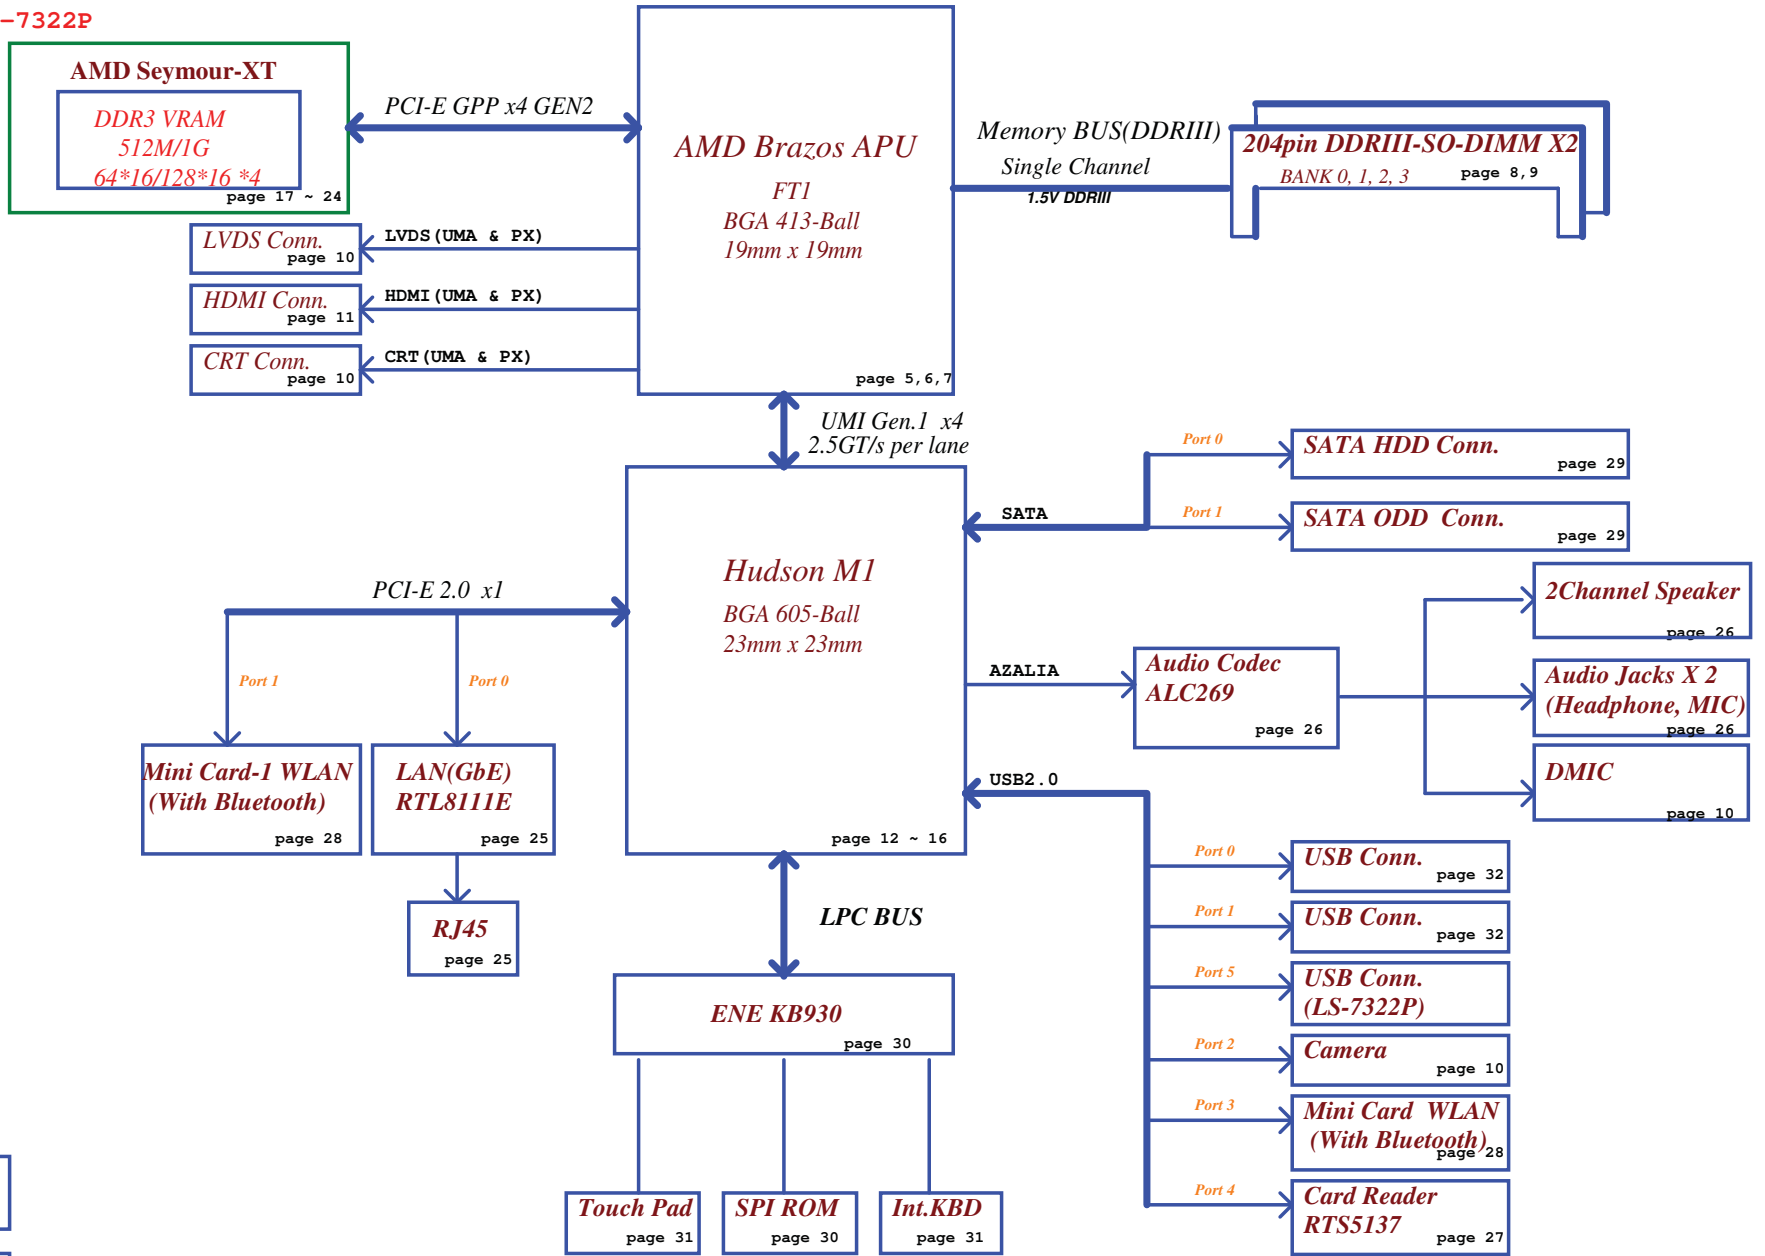 -7322P
AMD Seymour-XT
DDR3 VRAM
512M/1G
64*16/128*16 *4
page 17 ~ 24
PCI-E GPP x4 GEN2
AMD Brazos APU
FT1
BGA 413-Ball
19mm x 19mm
page 5,6,7
Memory BUS(DDRIII)
Single Channel
1.5V DDRIII
204pin DDRIII-SO-DIMM X2
BANK 0, 1, 2, 3
page 8,9
LVDS Conn.
page 10
LVDS(UMA & PX)
HDMI Conn.
page 11
HDMI(UMA & PX)
CRT Conn.
page 10
CRT(UMA & PX)
UMI Gen.1 x4
2.5GT/s per lane
Hudson M1
BGA 605-Ball
23mm x 23mm
page 12 ~ 16
SATA
Port 0
SATA HDD Conn.
page 29
Port 1
SATA ODD Conn.
page 29
PCI-E 2.0 x1
Port 1
Port 0
Mini Card-1 WLAN
(With Bluetooth)
page 28
LAN(GbE)
RTL8111E
page 25
RJ45
page 25
AZALIA
Audio Codec
ALC269
page 26
2Channel Speaker
page 26
Audio Jacks X 2
(Headphone, MIC)
page 26
DMIC
page 10
USB2.0
Port 0
USB Conn.
page 32
Port 1
USB Conn.
page 32
Port 5
USB Conn.
(LS-7322P)
Port 2
Camera
page 10
Port 3
Mini Card WLAN
(With Bluetooth)
page 28
Port 4
Card Reader
RTS5137
page 27
LPC BUS
ENE KB930
page 30
Touch Pad
page 31
SPI ROM
page 30
Int.KBD
page 31